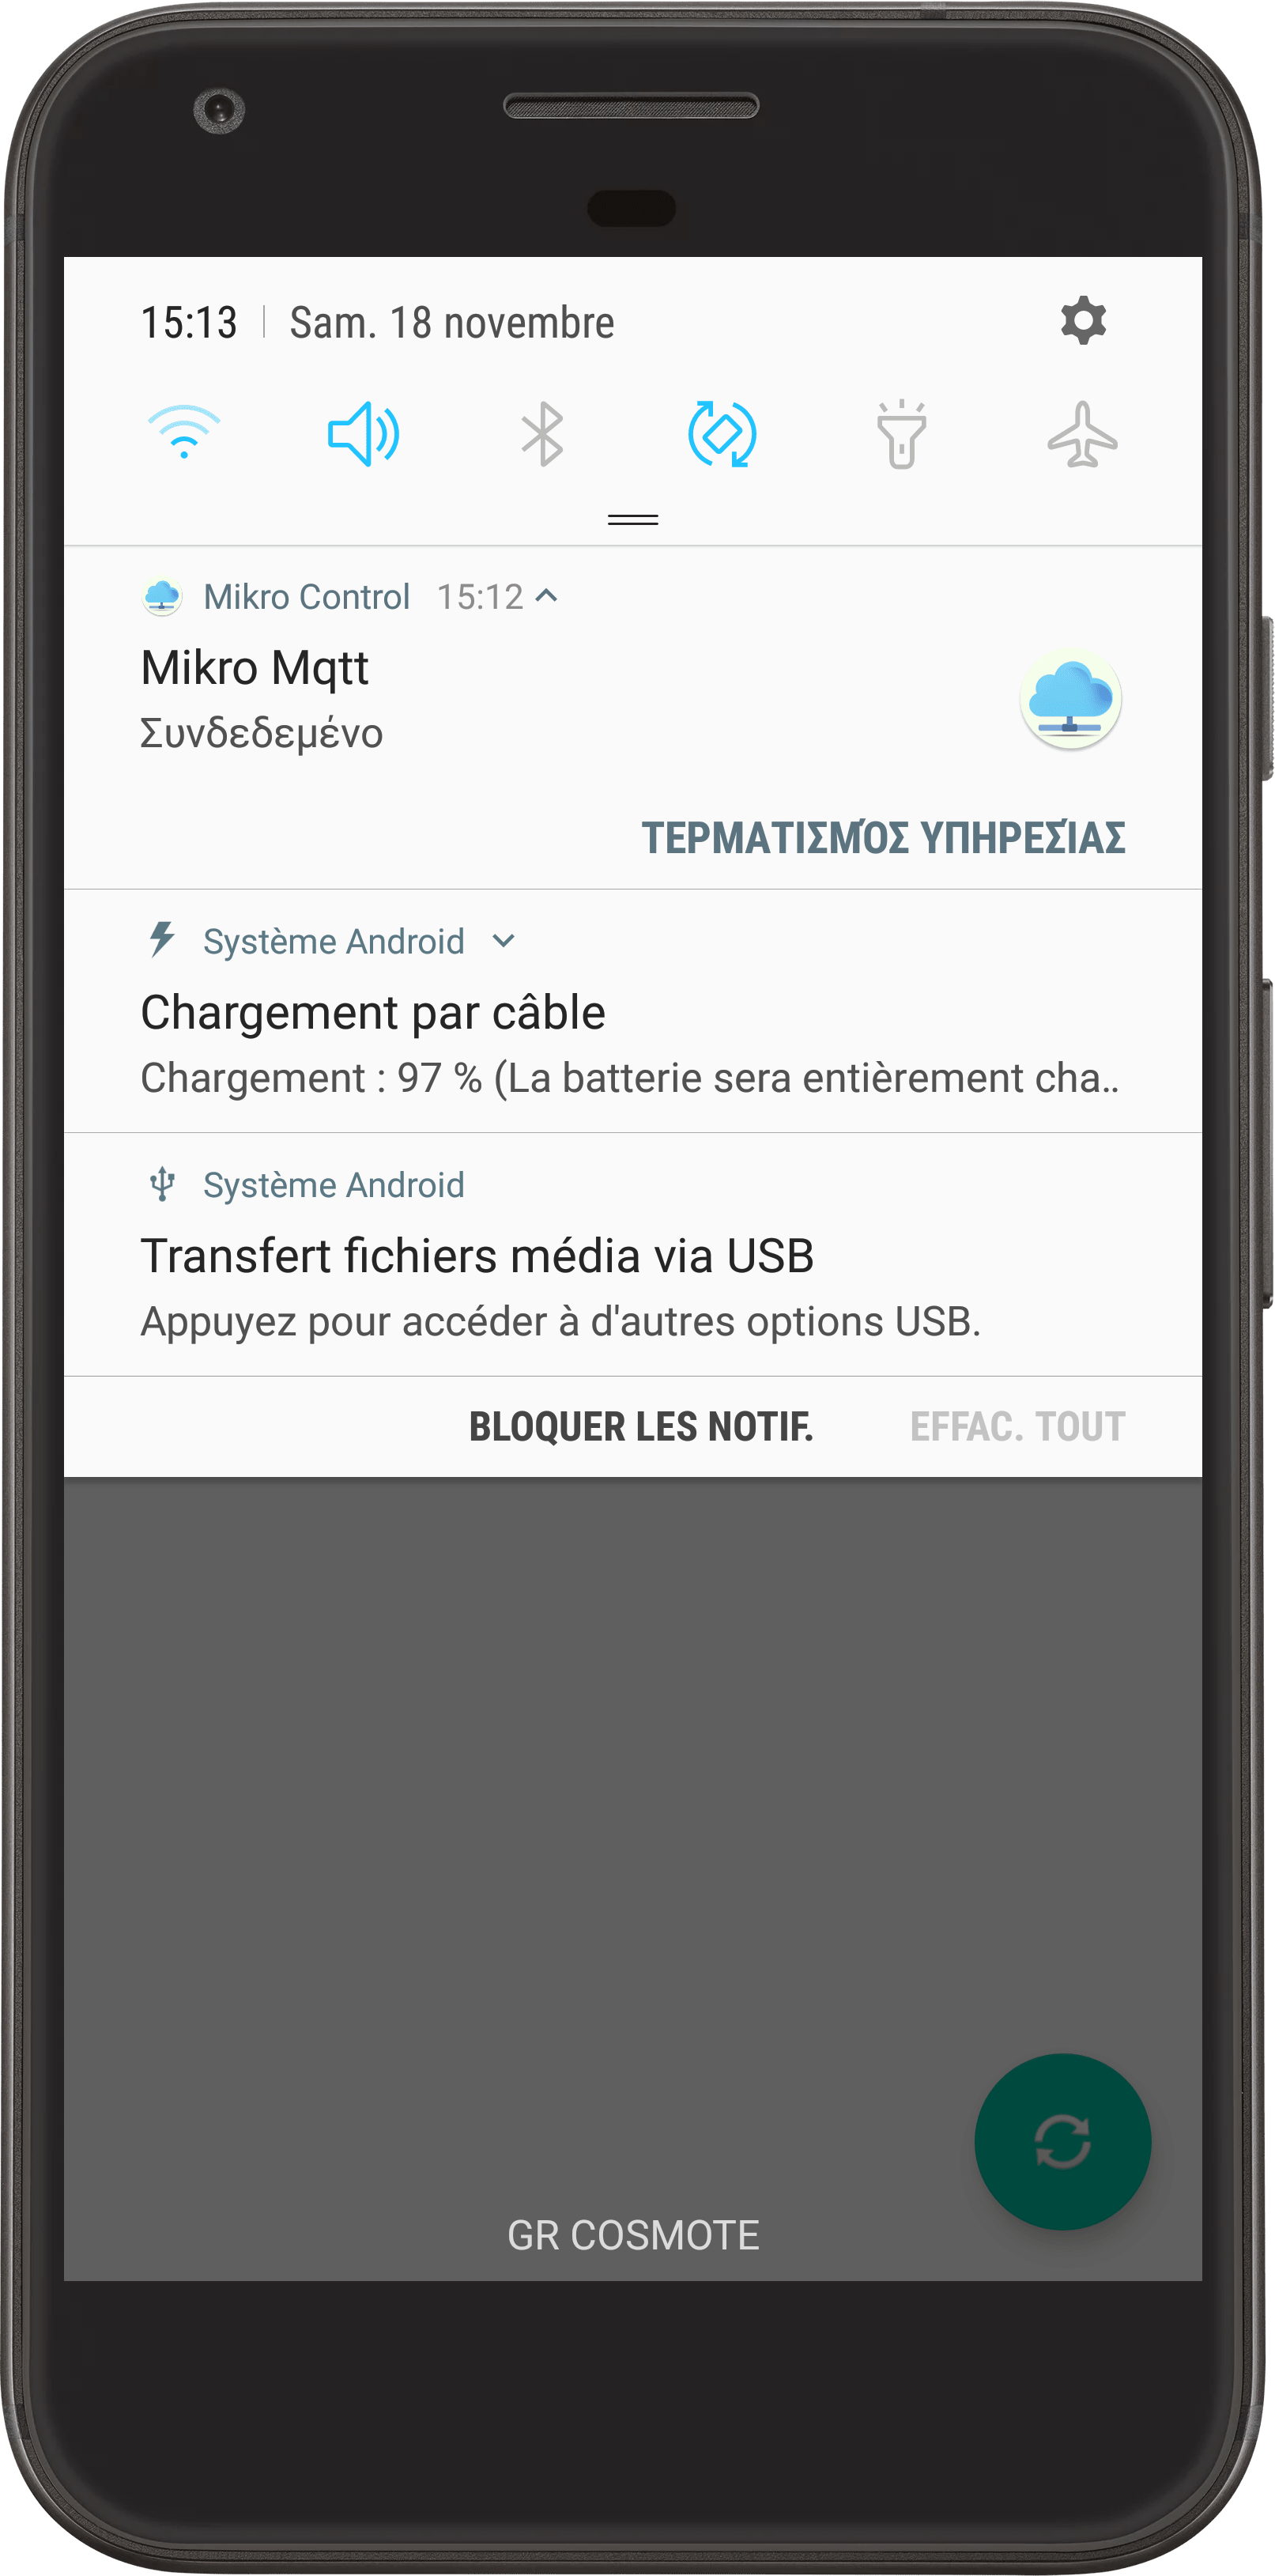 15:13 | Sam. 18 novembre
Mikro Control 15:12
Mikro Mqtt
Συνδεδεμένο
ΤΕΡΜΑΤΙΣΜΌΣ ΥΠΗΡΕΣΊΑΣ
Système Android
Chargement par câble
Chargement : 97 % (La batterie sera entièrement cha..
Système Android
Transfert fichiers média via USB
Appuyez pour accéder à d'autres options USB.
BLOQUER LES NOTIF. EFFAC. TOUT
GR COSMOTE